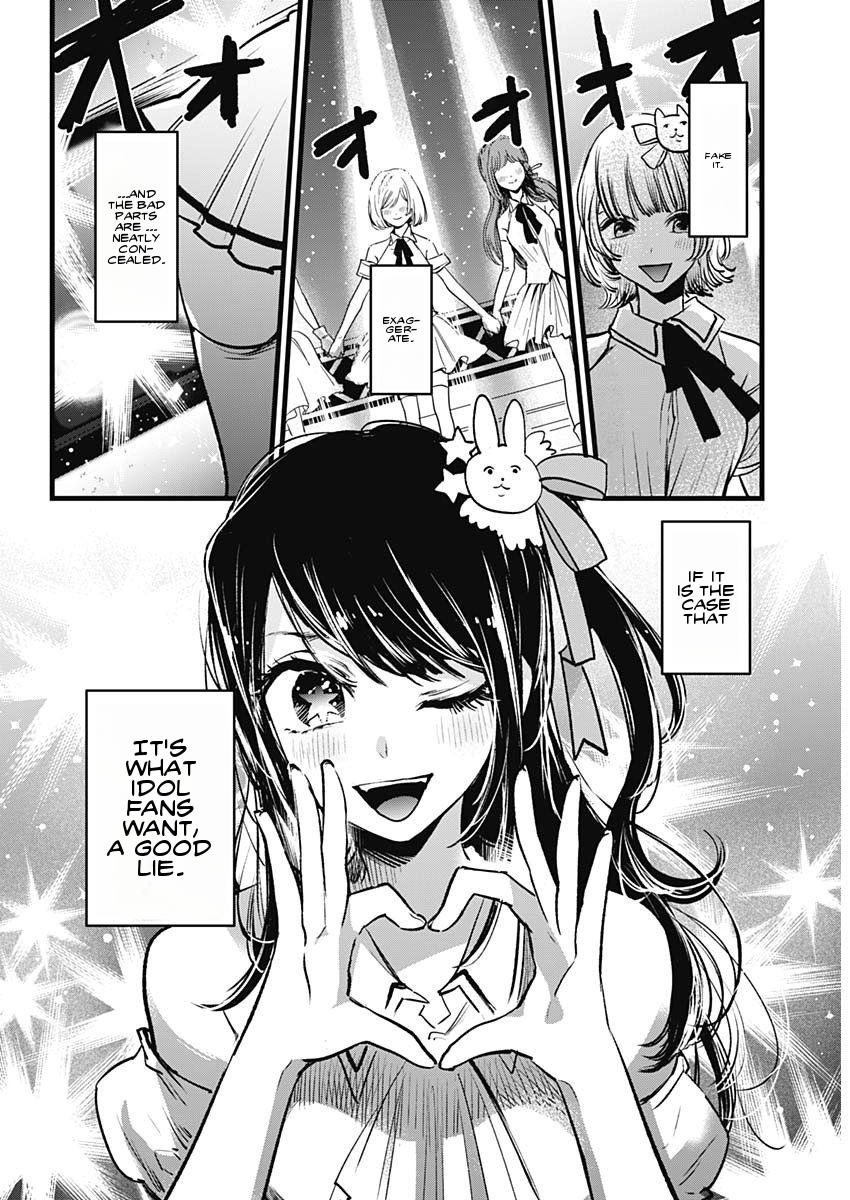 FAKE
IT.
オオオオ
EXAG-
GER-
ATE.
...AND
THE BAD
PARTS
ARE ...
NEATLY
CON-
CEALED.
IF IT
IS THE
CASE
THAT
IT'S
WHAT
IDOL
FANS
WANT,
A GOOD
LIE.